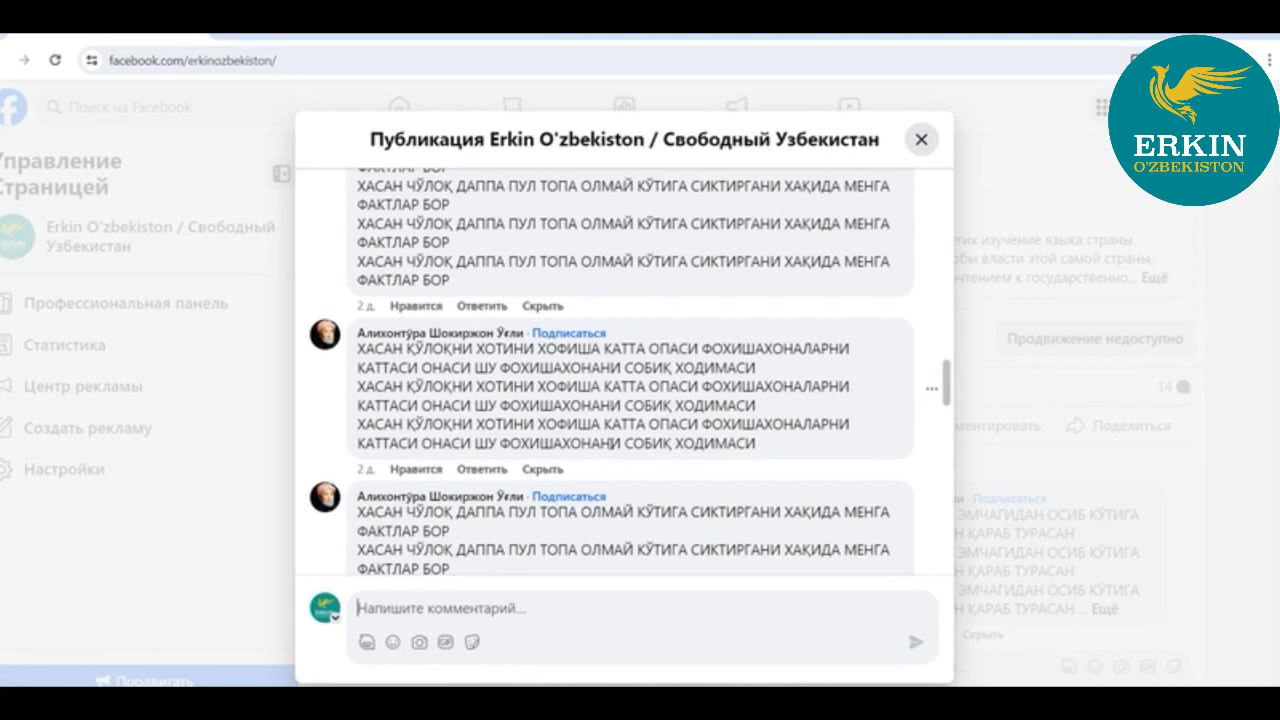 facebook.com/erkinozbekiston/
ERKIN
O'ZBEKISTON
Поиск на Facebook
Управление
Страницей
Erkin O'zbekiston / Свободный
Узбекистан
Профессиональная панель
Статистика
Центр рекламы
Создать рекламу
Настройки
Продвигать
Публикация Erkin O'zbekiston / Свободный Узбекистан
ФАКТЛАР БОР
ХАСАН ЧЎЛОҚ ДАППА ПУЛ ТОПА ОЛМАЙ КЎТИГА СИКТИРГАНИ ХАҚИДА МЕНГА
ФАКТЛАР БОР
ХАСАН ЧЎЛОҚ ДАППА ПУЛ ТОПА ОЛМАЙ КЎТИГА СИКТИРГАНИ ХАҚИДА МЕНГА
ФАКТЛАР БОР
ХАСАН ЧЎЛОҚ ДАППА ПУЛ ТОПА ОЛМАЙ КЎТИГА СИКТИРГАНИ ХАҚИДА МЕНГА
ФАКТЛАР БОР
2 д. Нравится Ответить Скрыть
Алихонтўра Шокиржон Ўғли · Подписаться
ХАСАН ҚЎЛОҚНИ ХОТИНИ ХОФИША КАТТА ОПАСИ ФОХИШАХОНАЛАРНИ
КАТТАСИ ОНАСИ ШУ ФОХИШАХОНАНИ СОБИҚ ХОДИМАСИ
ХАСАН ҚЎЛОҚНИ ХОТИНИ ХОФИША КАТТА ОПАСИ ФОХИШАХОНАЛАРНИ
КАТТАСИ ОНАСИ ШУ ФОХИШАХОНАНИ СОБИҚ ХОДИМАСИ
ХАСАН ҚЎЛОҚНИ ХОТИНИ ХОФИША КАТТА ОПАСИ ФОХИШАХОНАЛАРНИ
КАТТАСИ ОНАСИ ШУ ФОХИШАХОНАНИ СОБИҚ ХОДИМАСИ
2 д. Нравится Ответить Скрыть
Алихонтўра Шокиржон Ўғли · Подписаться
ХАСАН ЧЎЛОҚ ДАППА ПУЛ ТОПА ОЛМАЙ КЎТИГА СИКТИРГАНИ ХАҚИДА МЕНГА
ФАКТЛАР БОР
ХАСАН ЧЎЛОҚ ДАППА ПУЛ ТОПА ОЛМАЙ КЎТИГА СИКТИРГАНИ ХАҚИДА МЕНГА
ФАКТЛАР БОР
Напишите комментарий...
GIF
изучение языка страны
власти этой самой страны,
к государственно... Ещё
Продвижение недоступно
14
Поделиться
Подписаться
ЭМЧАГИДАН ОСИБ КЎТИГА
ҚАРАБ ТУРАСАН
ЭМЧАГИДАН ОСИБ КЎТИГА
ҚАРАБ ТУРАСАН
ЭМЧАГИДАН ОСИБ КЎТИГА
ҚАРАБ ТУРАСАН ... Ещё
Скрыть